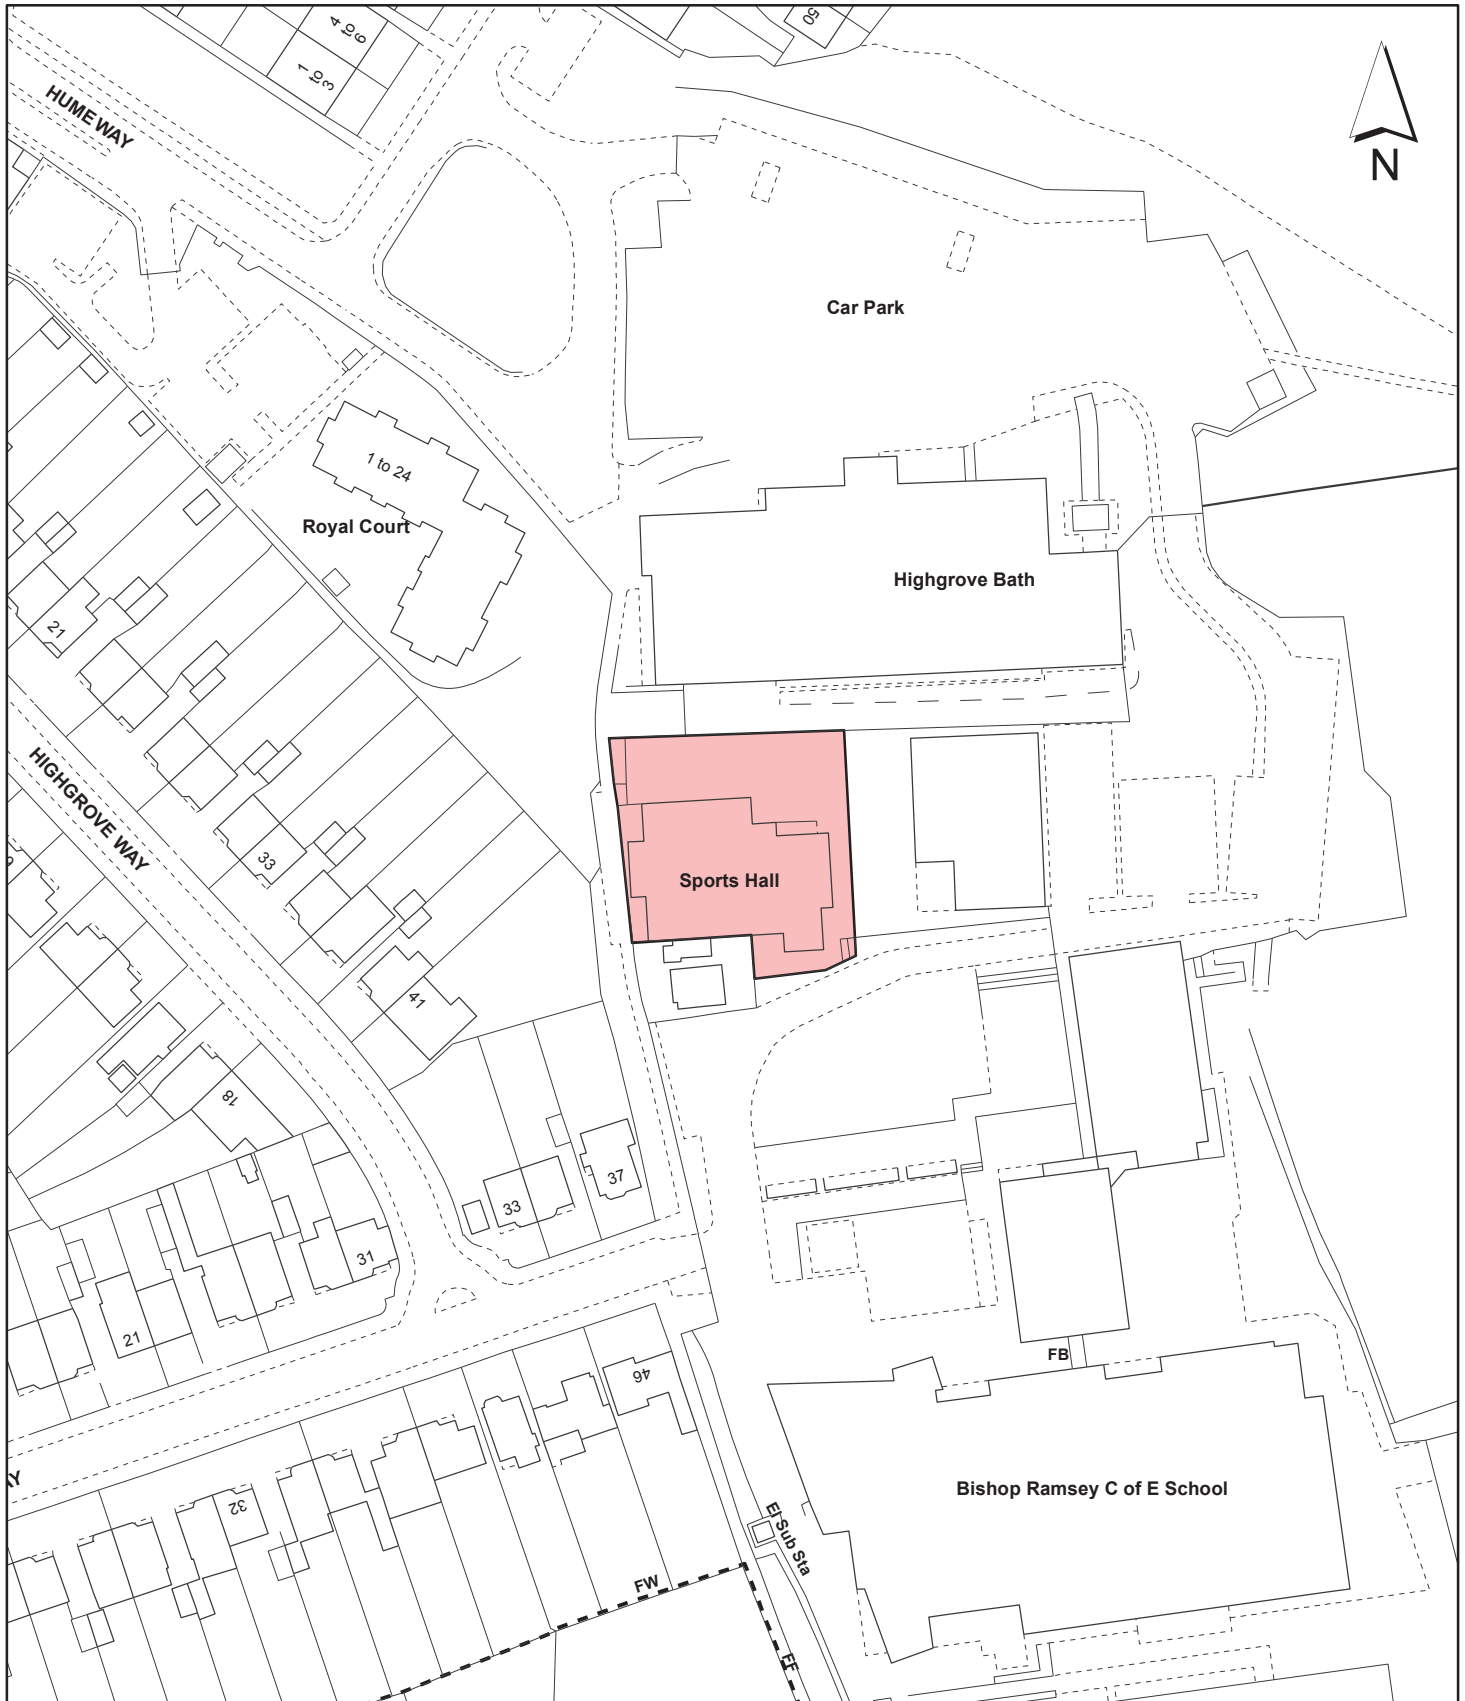 50
4
to
6
1
to
3
HUME WAY
N
Car Park
1 to 24
Royal Court
Highgrove Bath
21
HIGHGROVE WAY
33
Sports Hall
41
18
37
33
31
21
FB
46
Bishop Ramsey C of E School
32
El Sub Sta
FW
FF